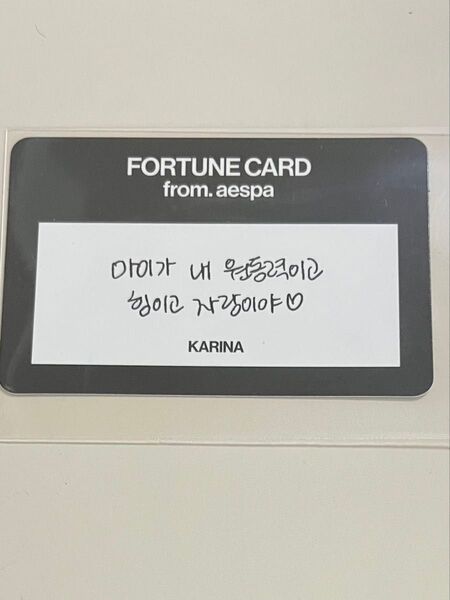 FORTUNE CARD
from. aespa
마이가 내 원동력이고
힘이고 자랑이야♡
KARINA